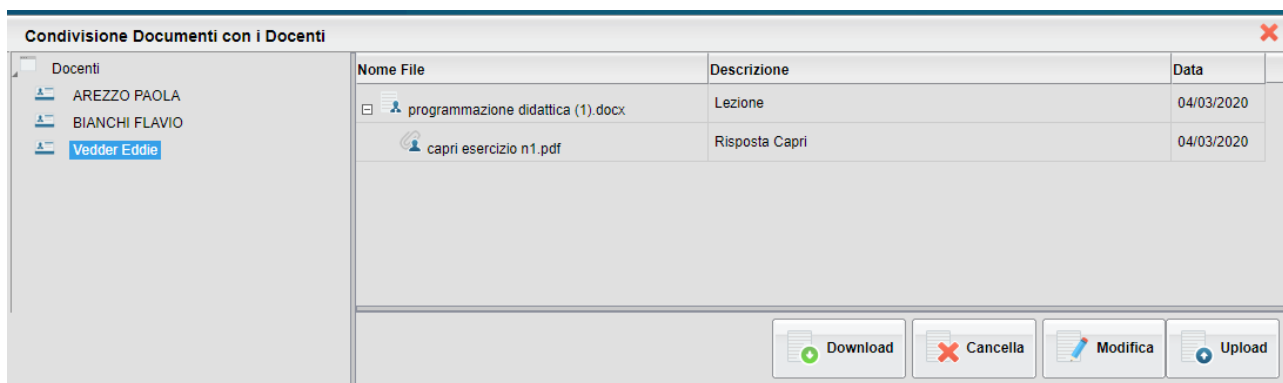 Condivisione Documenti con i Docenti
Docenti
AREZZO PAOLA
BIANCHI FLAVIO
Vedder Eddie
Nome File Descrizione Data
programmazione didattica (1).docx Lezione 04/03/2020
capri esercizio n1.pdf Risposta Capri 04/03/2020
Download Cancella Modifica Upload